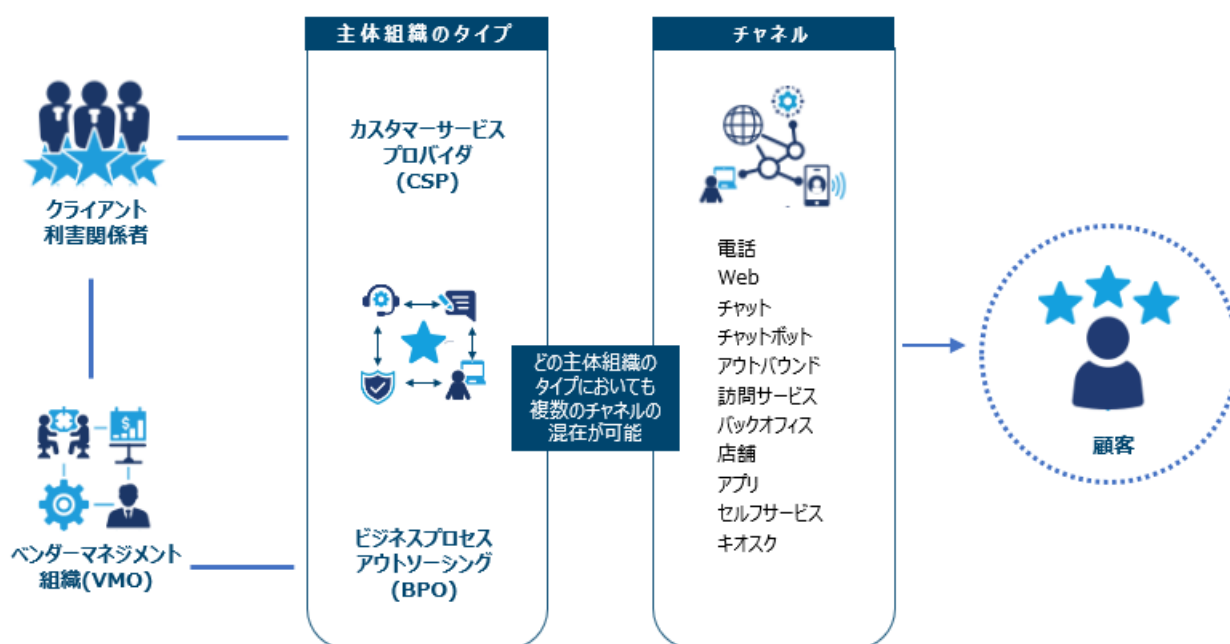 主体組織のタイプ
チャネル
クライアント
利害関係者
ベンダーマネジメント
組織(VMO)
カスタマーサービス
プロバイダ
(CSP)
ビジネスプロセス
アウトソーシング
(BPO)
どの主体組織の
タイプにおいても
複数のチャネルの
混在が可能
電話
Web
チャット
チャットボット
アウトバウンド
訪問サービス
バックオフィス
店舗
アプリ
セルフサービス
キオスク
顧客